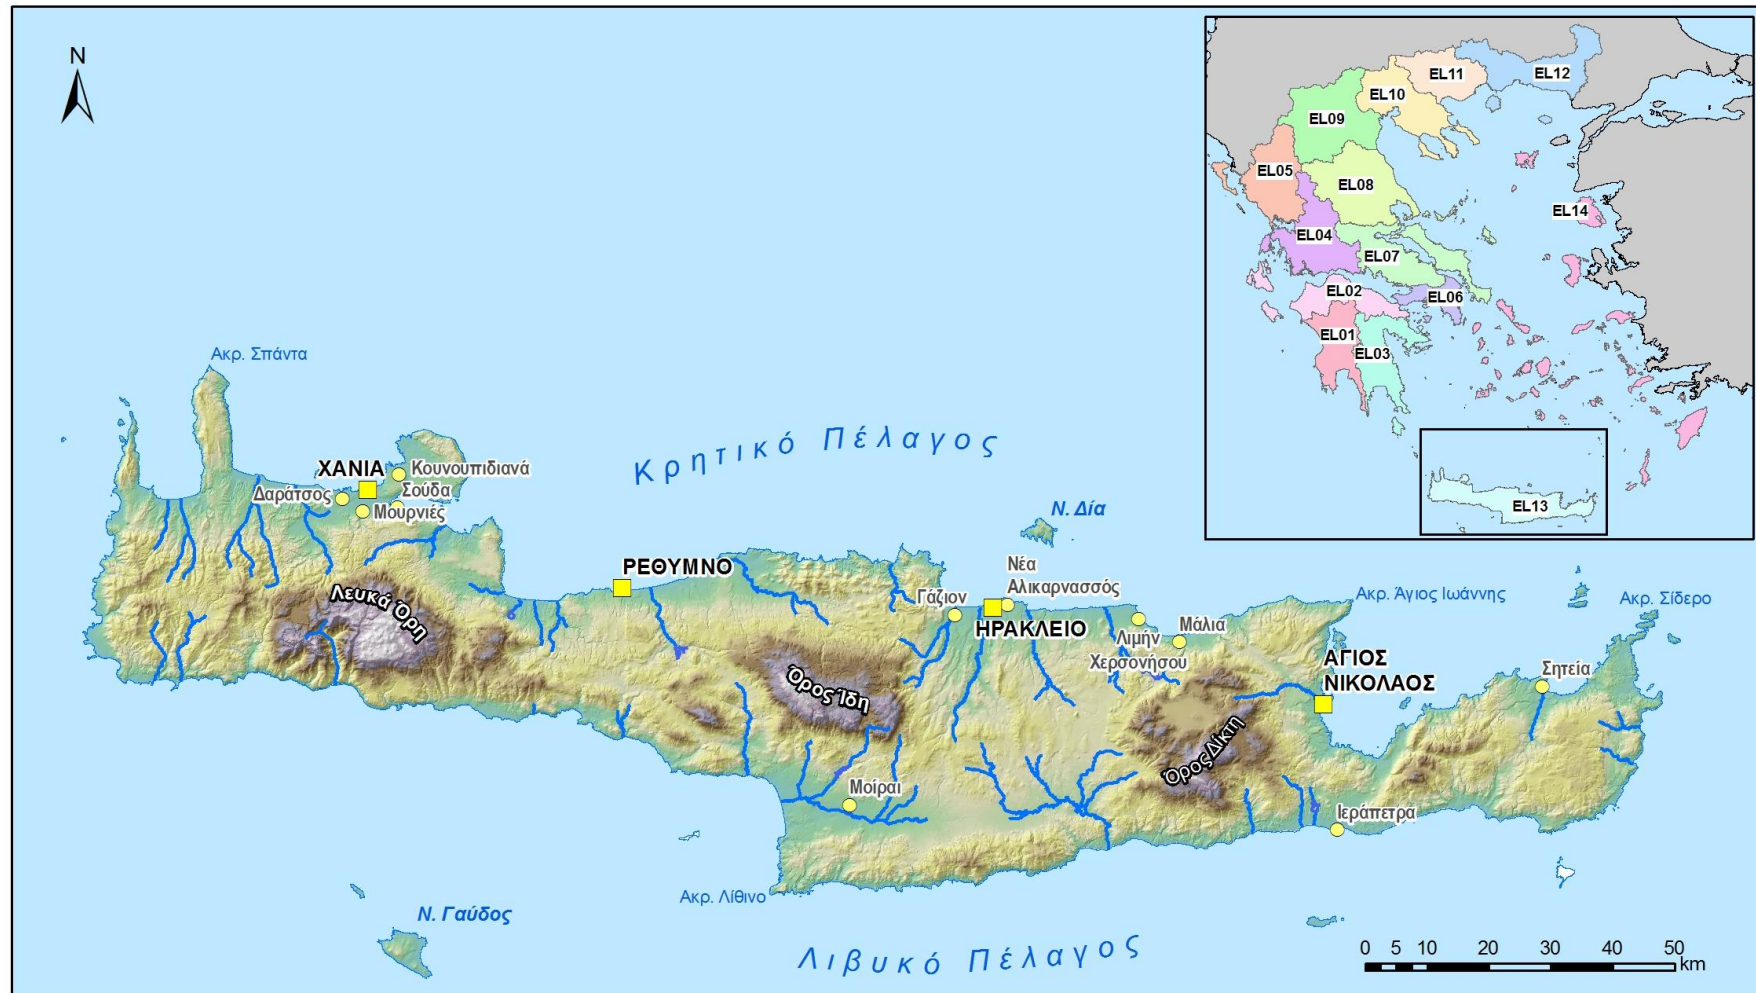 N
EL11
EL12
EL10
EL09
EL05
EL08
EL14
EL04
EL07
EL02
EL06
EL01
EL03
EL13
Ακρ. Σπάντα
Κρητικό Πέλαγος
ΧΑΝΙΑ
Κουνουπιδιανά
Δαράτσος
Σούδα
Μουρνιές
Ν. Δία
ΡΕΘΥΜΝΟ
Νέα
Αλικαρνασσός
Γάζιον
ΗΡΑΚΛΕΙΟ
Λιμήν
Χερσονήσου
Μάλια
Ακρ. Άγιος Ιωάννης
Ακρ. Σίδερο
Λευκά Όρη
ΑΓΙΟΣ
ΝΙΚΟΛΑΟΣ
Σητεία
Όρος Ίδη
Όρος Δίκτη
Μοίραι
Ιεράπετρα
Ακρ. Λίθινο
Ν. Γαύδος
Λιβυκό Πέλαγος
0 5 10 20 30 40 50
km